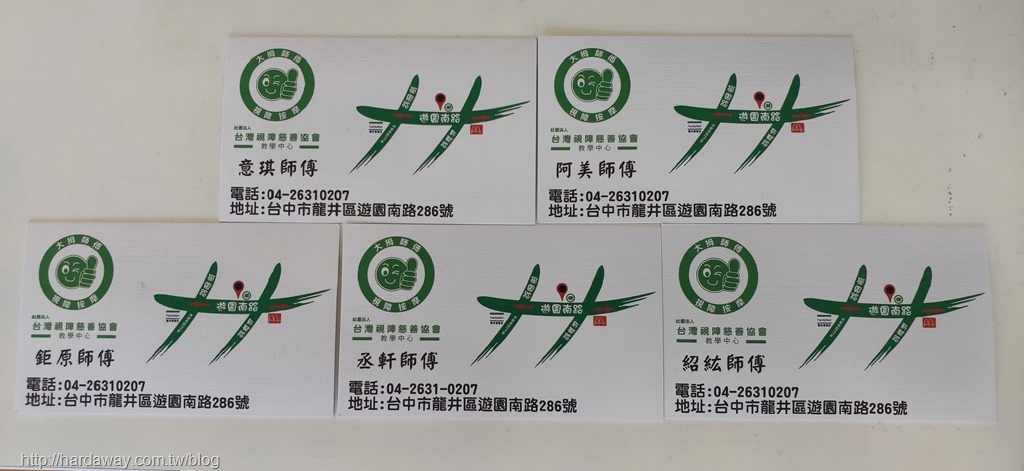 大拇師傅
視障按摩
社團法人
台灣視障慈善協會
教學中心
意琪師傅
遊園南路
電話:04-26310207
地址:台中市龍井區遊園南路286號
大拇師傅
視障按摩
社團法人
台灣視障慈善協會
教學中心
阿美師傅
遊園南路
電話:04-26310207
地址:台中市龍井區遊園南路286號
大拇師傅
視障按摩
社團法人
台灣視障慈善協會
教學中心
鉅原師傅
遊園南路
電話:04-26310207
地址:台中市龍井區遊園南路286號
大拇師傅
視障按摩
社團法人
台灣視障慈善協會
教學中心
丞軒師傅
遊園南路
電話:04-2631-0207
地址:台中市龍井區遊園南路286號
大拇師傅
視障按摩
社團法人
台灣視障慈善協會
教學中心
紹紘師傅
遊園南路
電話:04-26310207
地址:台中市龍井區遊園南路286號
http://hardaway.com.tw/blog